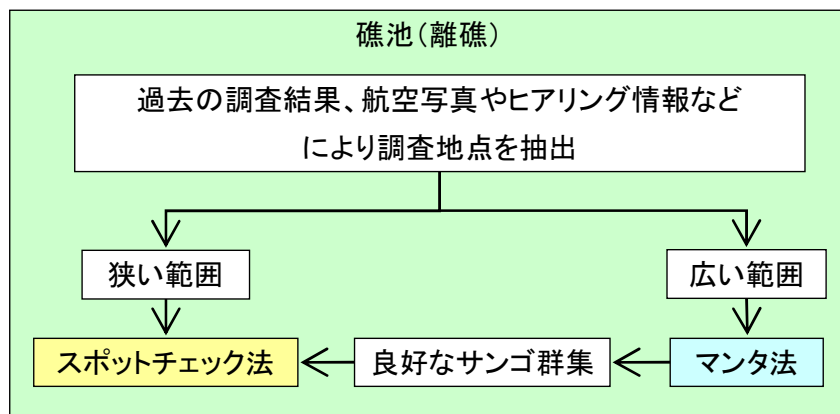 礁池(離礁)
過去の調査結果、航空写真やヒアリング情報など
により調査地点を抽出
狭い範囲
広い範囲
スポットチェック法
良好なサンゴ群集
マンタ法